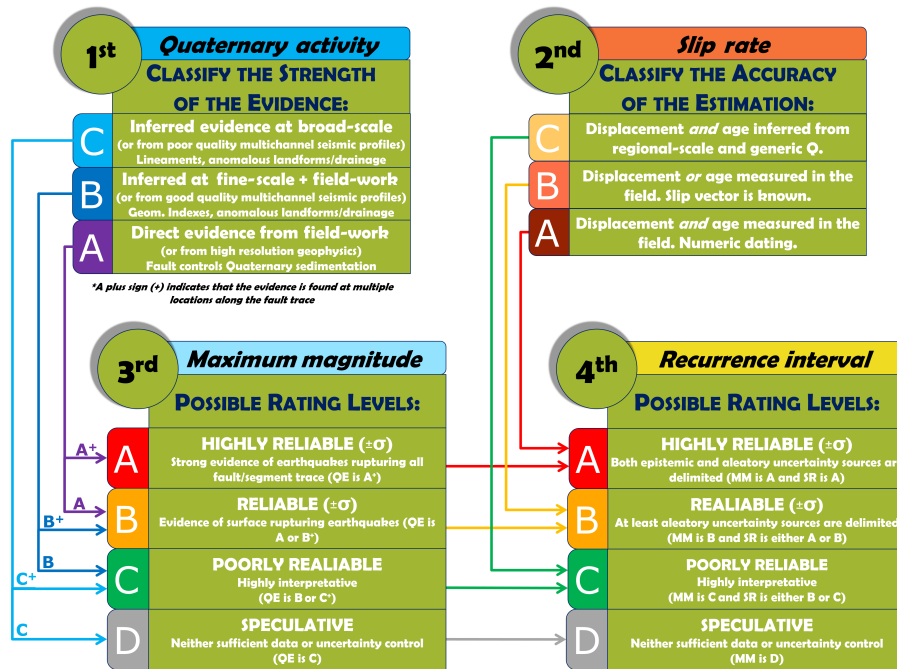 1st
Quaternary activity
CLASSIFY THE STRENGTH
OF THE EVIDENCE:
C
Inferred evidence at broad-scale
(or from poor quality multichannel seismic profiles)
Lineaments, anomalous landforms/drainage
B
Inferred at fine-scale + field-work
(or from good quality multichannel seismic profiles)
Geom. Indexes, anomalous landforms/drainage
A
Direct evidence from field-work
(or from high resolution geophysics)
Fault controls Quaternary sedimentation
*A plus sign (+) indicates that the evidence is found at multiple
locations along the fault trace
2nd
Slip rate
CLASSIFY THE ACCURACY
OF THE ESTIMATION:
C
Displacement and age inferred from
regional-scale and generic Q.
B
Displacement or age measured in the
field. Slip vector is known.
A
Displacement and age measured in the
field. Numeric dating.
3rd
Maximum magnitude
POSSIBLE RATING LEVELS:
A+
A
HIGHLY RELIABLE (±σ)
Strong evidence of earthquakes rupturing all
fault/segment trace (QE is A+)
A
B+
B
RELIABLE (±σ)
Evidence of surface rupturing earthquakes (QE is
A or B+)
B
C+
C
POORLY REALIABLE
Highly interpretative
(QE is B or C+)
C
D
SPECULATIVE
Neither sufficient data or uncertainty control
(QE is C)
4th
Recurrence interval
POSSIBLE RATING LEVELS:
A
HIGHLY RELIABLE (±σ)
Both epistemic and aleatory uncertainty sources are
delimited (MM is A and SR is A)
B
REALIABLE (±σ)
At least aleatory uncertainty sources are delimited
(MM is B and SR is either A or B)
C
POORLY RELIABLE
Highly interpretative
(MM is C and SR is either B or C)
D
SPECULATIVE
Neither sufficient data or uncertainty control
(MM is D)